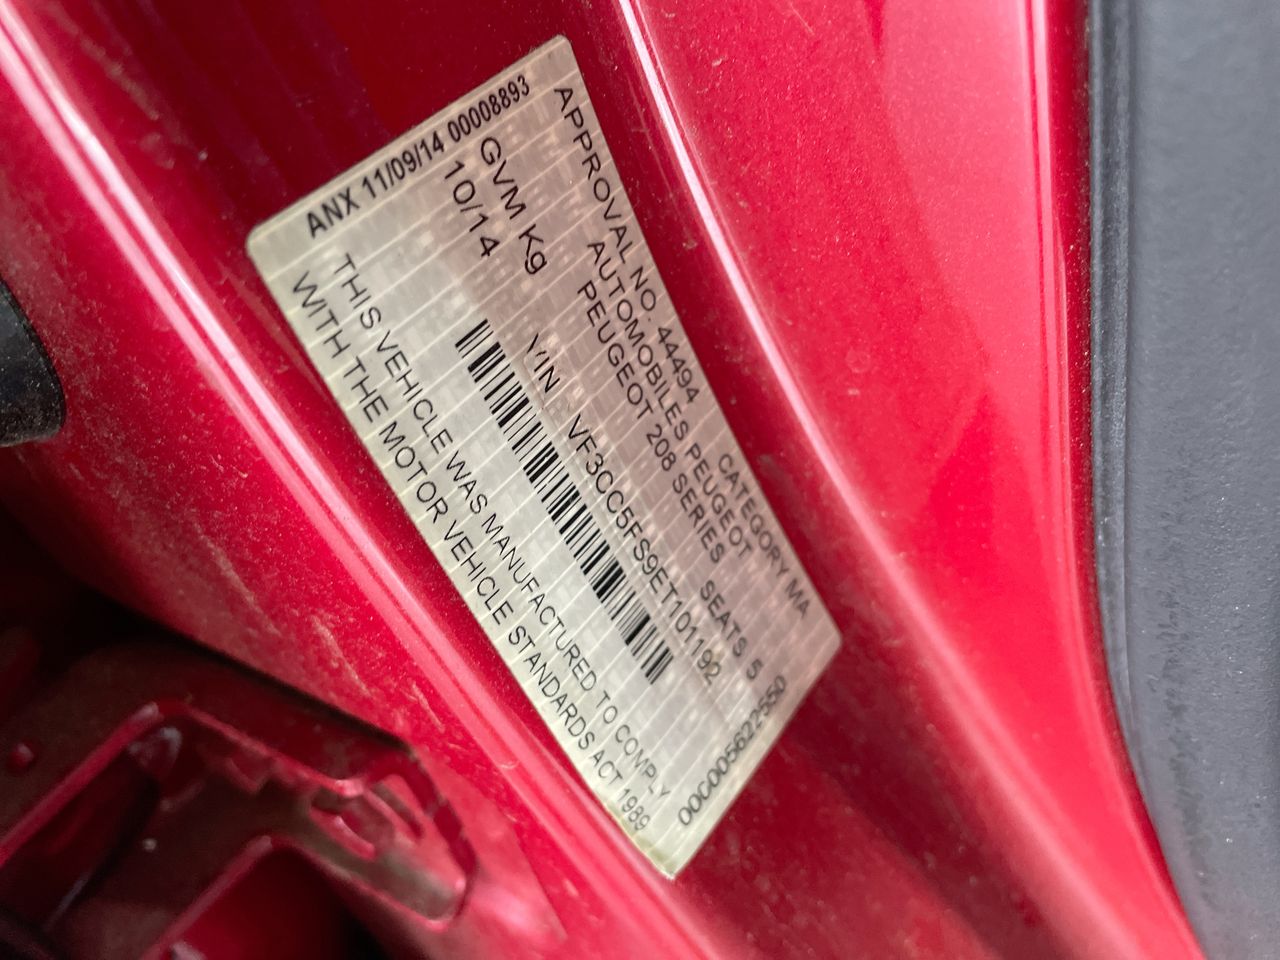 APPROVAL NO. 44494 CATEGORY MA
AUTOMOBILES PEUGEOT
PEUGEOT 208 SERIES SEATS 5
GVM Kg VIN VF3CC5FS9ET101192
10/14
THIS VEHICLE WAS MANUFACTURED TO COMPLY
WITH THE MOTOR VEHICLE STANDARDS ACT 1989
ANX 11/09/14 00008893
000005622550